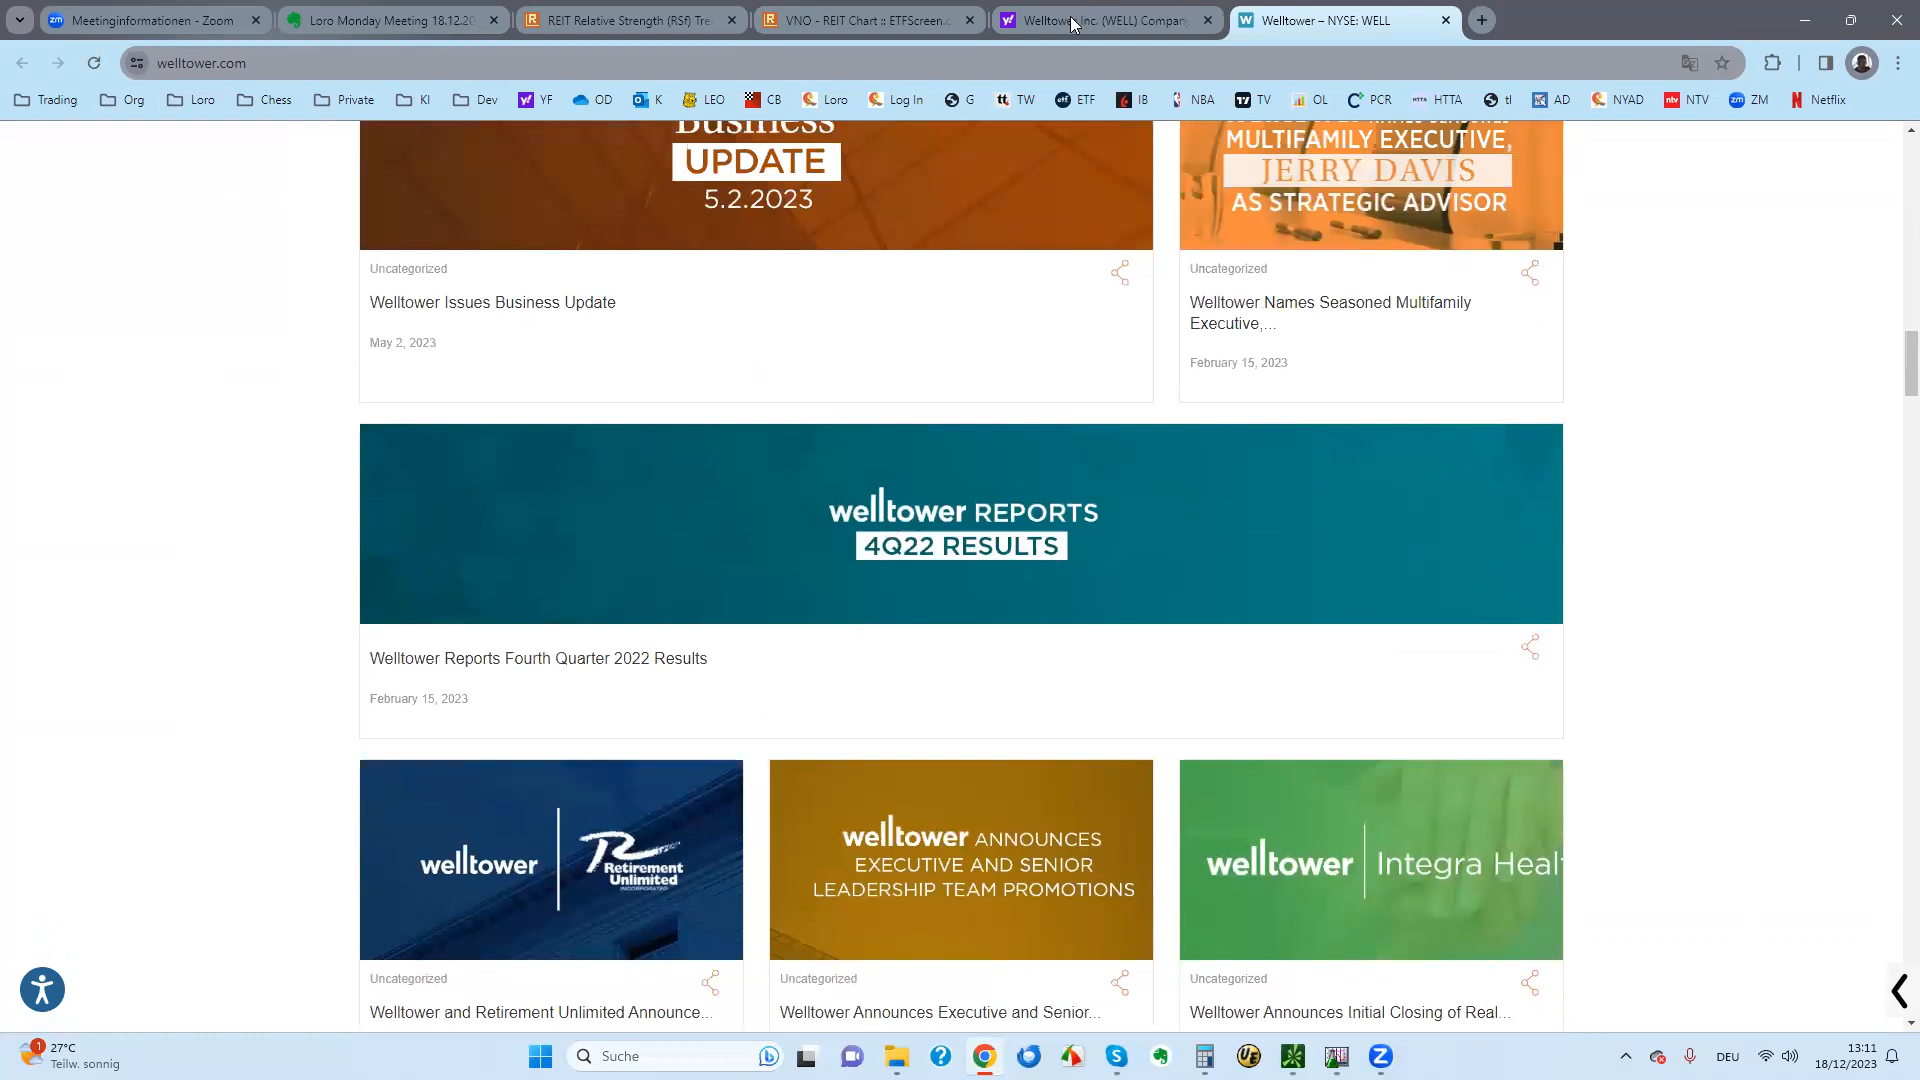 Meetinginformationen - Zoom
Loro Monday Meeting 18.12.20
REIT Relative Strength (RSf) Tre
VNO - REIT Chart :: ETFScreen.c
Welltower Inc. (WELL) Company
Welltower – NYSE: WELL
welltower.com
Trading Org Loro Chess Private KI Dev YF OD K LEO CB Loro Log In G TW ETF IB NBA TV OL PCR HTTA tl AD NYAD NTV ZM Netflix
Business
UPDATE
5.2.2023
MULTIFAMILY EXECUTIVE,
JERRY DAVIS
AS STRATEGIC ADVISOR
Uncategorized
Welltower Issues Business Update
May 2, 2023
Uncategorized
Welltower Names Seasoned Multifamily
Executive,...
February 15, 2023
welltower REPORTS
4Q22 RESULTS
Welltower Reports Fourth Quarter 2022 Results
February 15, 2023
welltower
Retirement
Unlimited
INCORPORATED
welltower ANNOUNCES
EXECUTIVE AND SENIOR
LEADERSHIP TEAM PROMOTIONS
welltower Integra Heal
Uncategorized
Welltower and Retirement Unlimited Announce...
Uncategorized
Welltower Announces Executive and Senior...
Uncategorized
Welltower Announces Initial Closing of Real...
1
27°C
Teilw. sonnig
Suche
DEU
13:11
18/12/2023